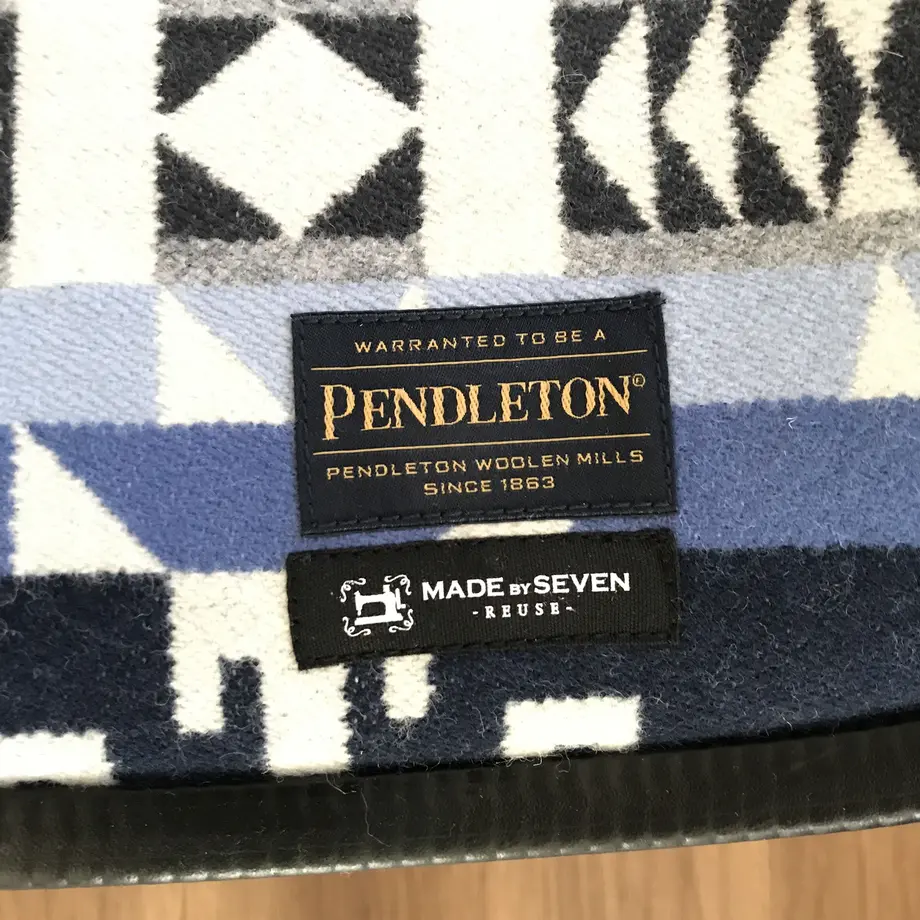 WARRANTED TO BE A
PENDLETON®
PENDLETON WOOLEN MILLS
SINCE 1863
MADE BY SEVEN
-REUSE-